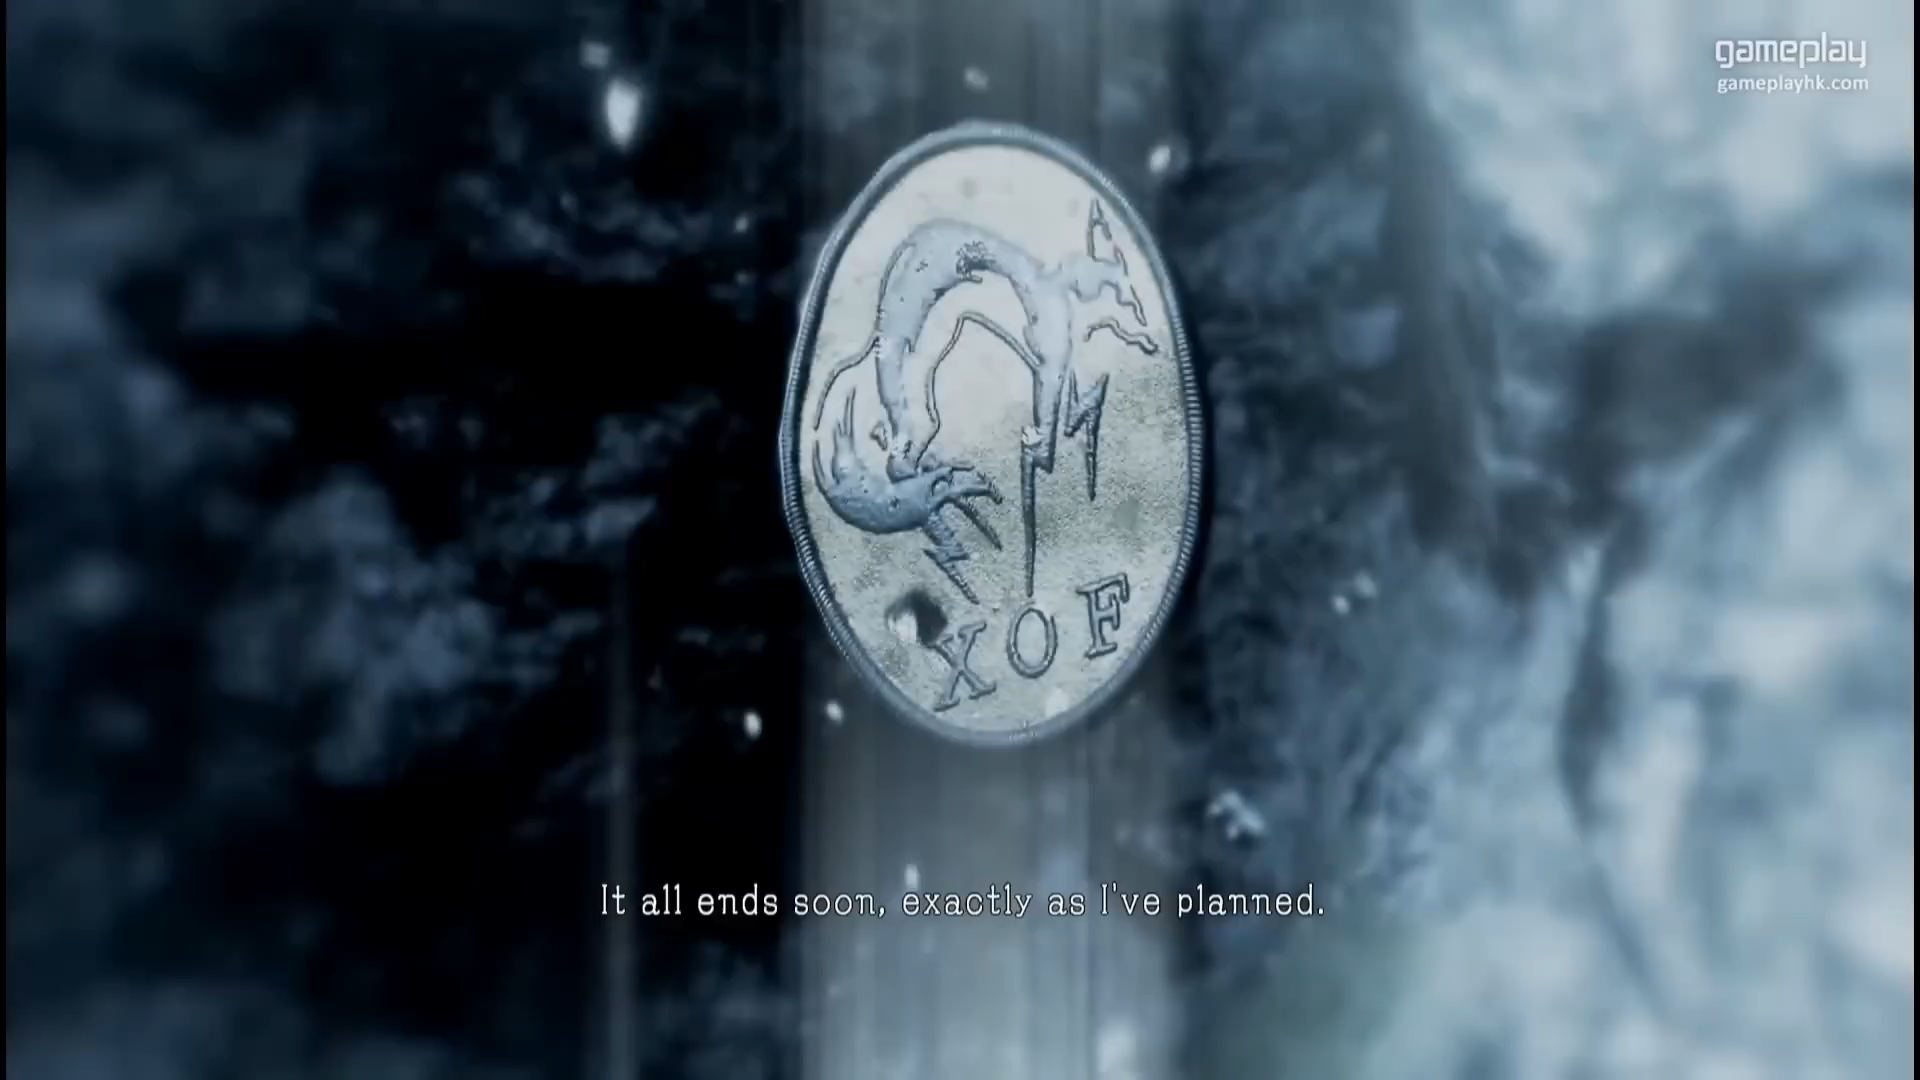 gameplay
gameplayhk.com
XOF
It all ends soon, exactly as I've planned.